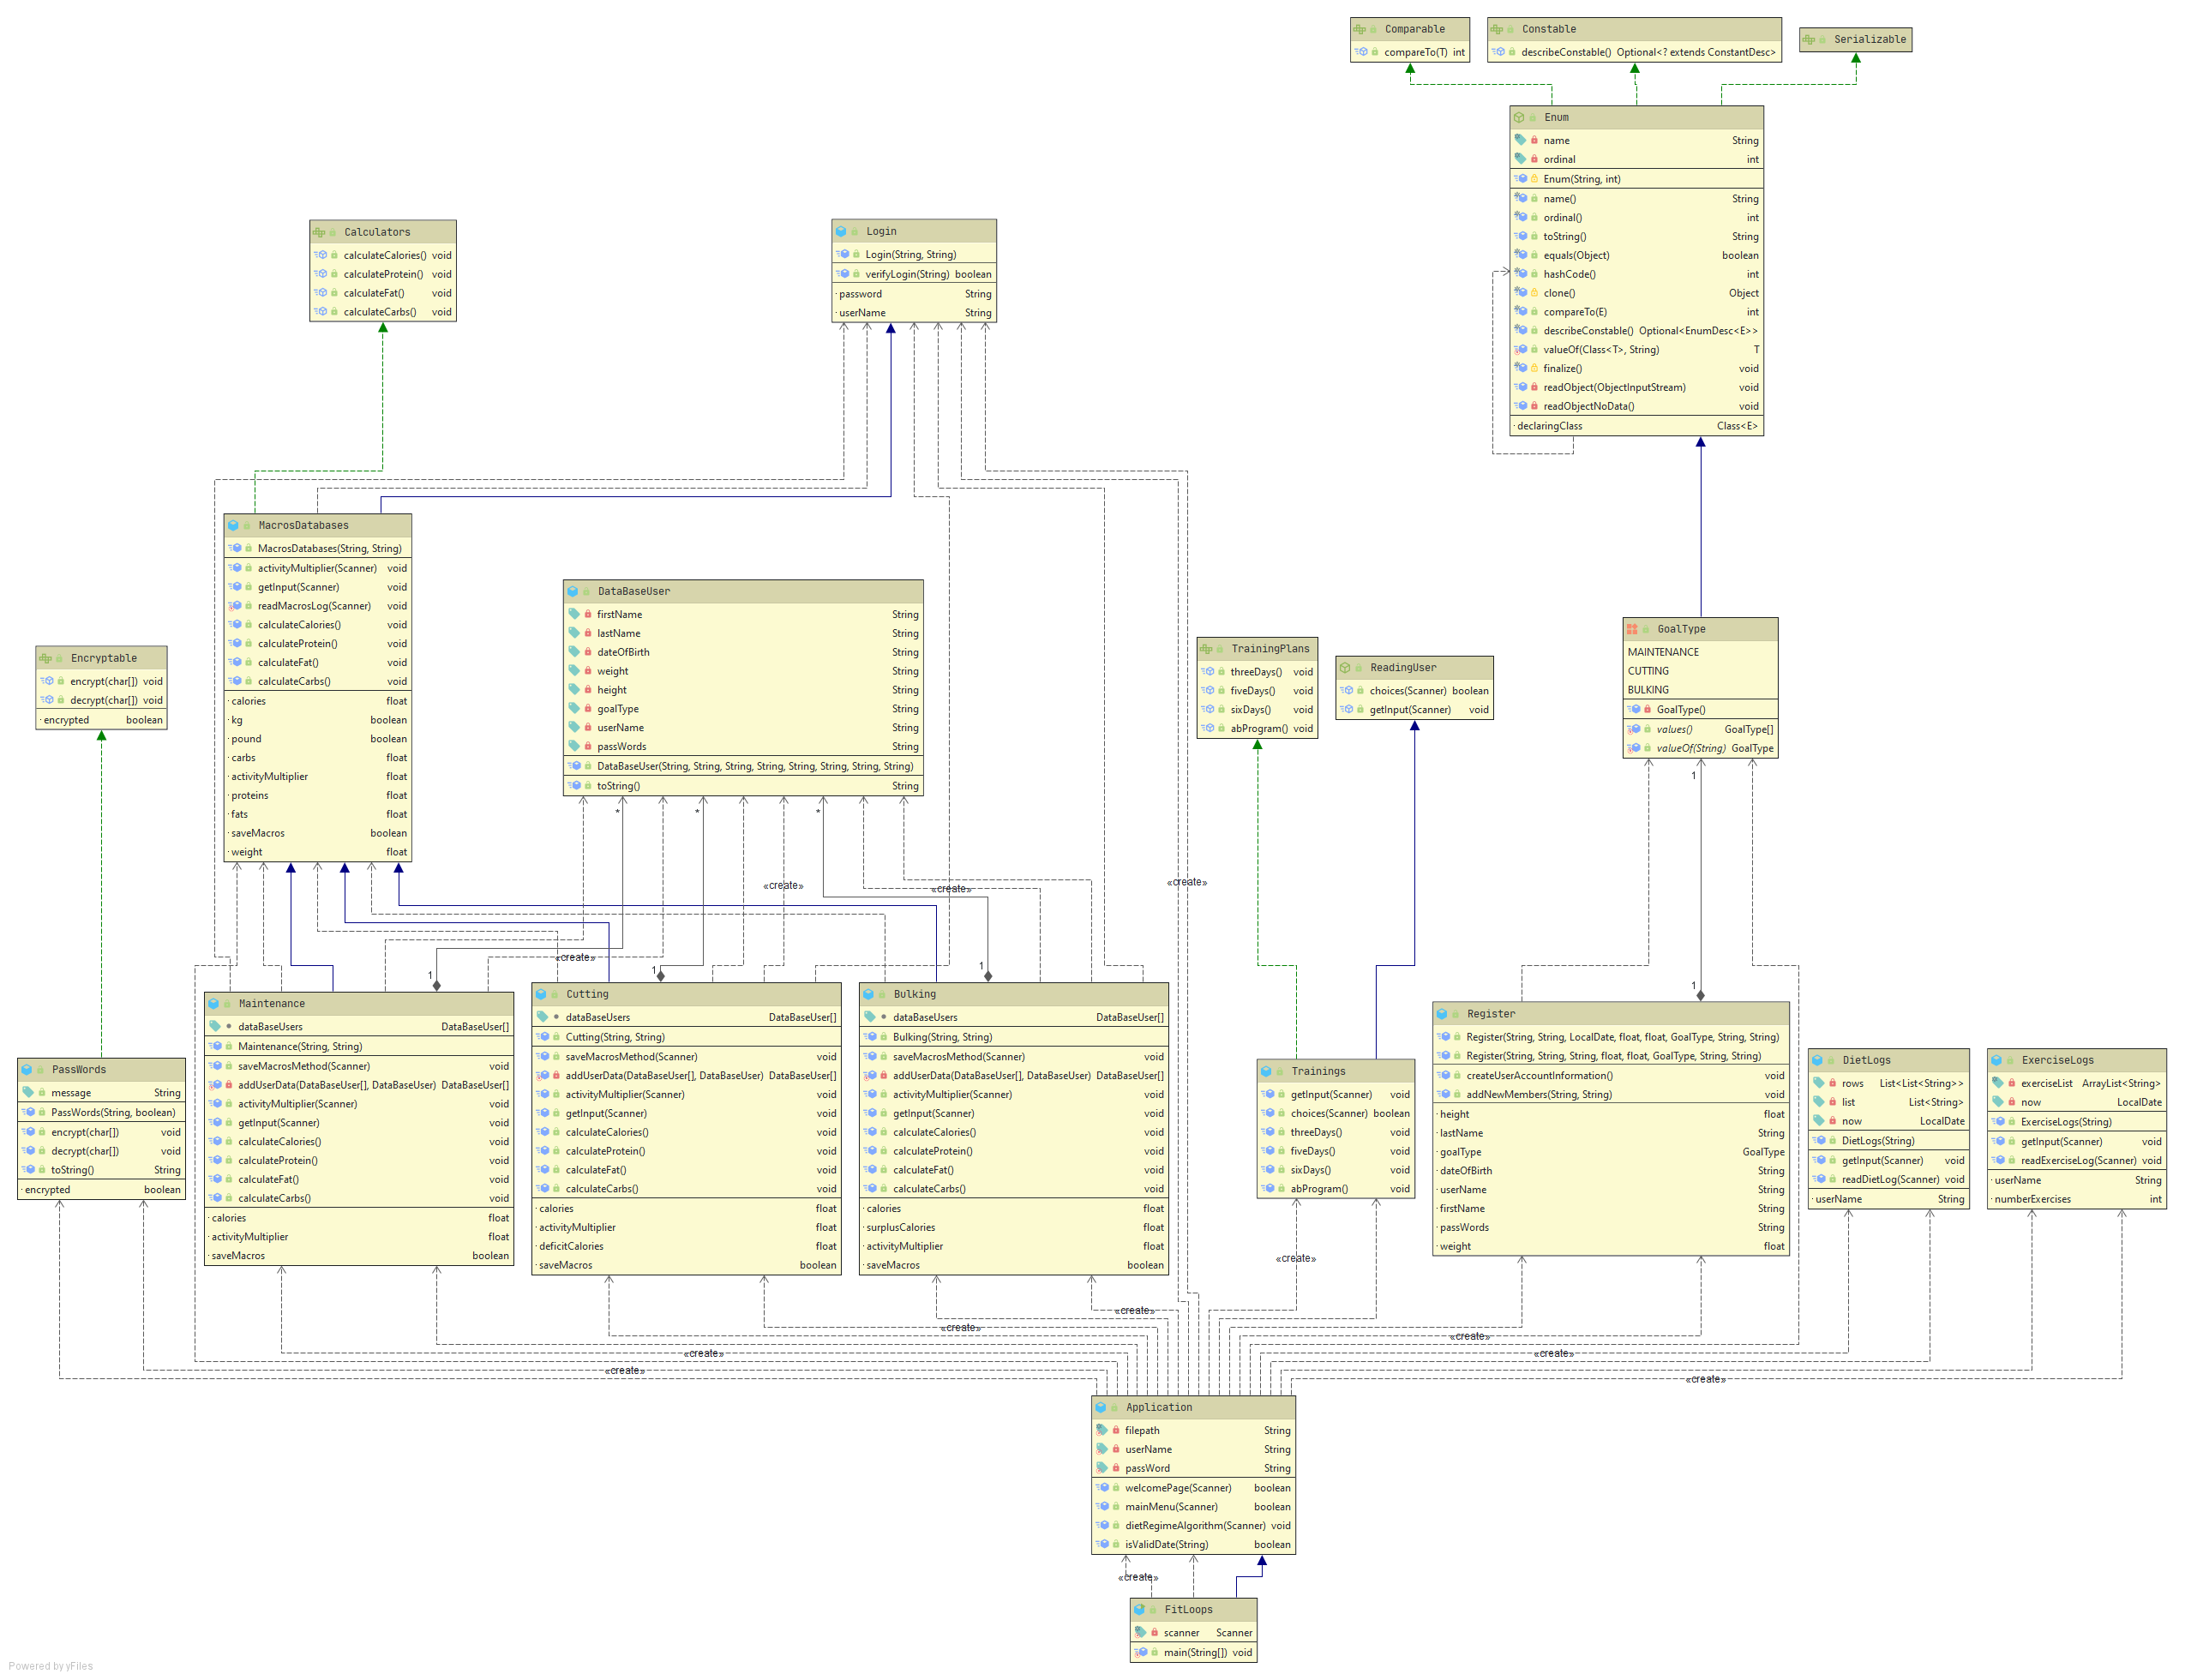 Comparable
compareTo(T) int
Constable
describeConstable() Optional<? extends ConstantDesc>
Serializable
Enum
name String
ordinal int
Enum(String, int)
name() String
ordinal() int
toString() String
equals(Object) boolean
hashCode() int
clone() Object
compareTo(E) int
describeConstable() Optional<EnumDesc<E>>
valueOf(Class<T>, String) T
finalize() void
readObject(ObjectInputStream) void
readObjectNoData() void
declaringClass Class<E>
Calculators
calculateCalories() void
calculateProtein() void
calculateFat() void
calculateCarbs() void
Login
Login(String, String)
verifyLogin(String) boolean
password String
userName String
MacrosDatabases
MacrosDatabases(String, String)
activityMultiplier(Scanner) void
getInput(Scanner) void
readMacrosLog(Scanner) void
calculateCalories() void
calculateProtein() void
calculateFat() void
calculateCarbs() void
calories float
kg boolean
pound boolean
carbs float
activityMultiplier float
proteins float
fats float
saveMacros boolean
weight float
DataBaseUser
firstName String
lastName String
dateOfBirth String
weight String
height String
goalType String
userName String
passWords String
DataBaseUser(String, String, String, String, String, String, String, String)
toString() String
Encryptable
encrypt(char[]) void
decrypt(char[]) void
encrypted boolean
TrainingPlans
threeDays() void
fiveDays() void
sixDays() void
abProgram() void
ReadingUser
choices(Scanner) boolean
getInput(Scanner) void
GoalType
MAINTENANCE
CUTTING
BULKING
GoalType()
values() GoalType[]
valueOf(String) GoalType
1
* * *
«create» «create» «create»
«create»
1 1 1 1
Maintenance
dataBaseUsers DataBaseUser[]
Maintenance(String, String)
saveMacrosMethod(Scanner) void
addUserData(DataBaseUser[], DataBaseUser) DataBaseUser[]
activityMultiplier(Scanner) void
getInput(Scanner) void
calculateCalories() void
calculateProtein() void
calculateFat() void
calculateCarbs() void
calories float
activityMultiplier float
saveMacros boolean
Cutting
dataBaseUsers DataBaseUser[]
Cutting(String, String)
saveMacrosMethod(Scanner) void
addUserData(DataBaseUser[], DataBaseUser) DataBaseUser[]
activityMultiplier(Scanner) void
getInput(Scanner) void
calculateCalories() void
calculateProtein() void
calculateFat() void
calculateCarbs() void
calories float
activityMultiplier float
deficitCalories float
saveMacros boolean
Bulking
dataBaseUsers DataBaseUser[]
Bulking(String, String)
saveMacrosMethod(Scanner) void
addUserData(DataBaseUser[], DataBaseUser) DataBaseUser[]
activityMultiplier(Scanner) void
getInput(Scanner) void
calculateCalories() void
calculateProtein() void
calculateFat() void
calculateCarbs() void
calories float
surplusCalories float
activityMultiplier float
saveMacros boolean
PassWords
message String
PassWords(String, boolean)
encrypt(char[]) void
decrypt(char[]) void
toString() String
encrypted boolean
Trainings
getInput(Scanner) void
choices(Scanner) boolean
threeDays() void
fiveDays() void
sixDays() void
abProgram() void
Register
Register(String, String, LocalDate, float, float, GoalType, String, String)
Register(String, String, String, float, float, GoalType, String, String)
createUserAccountInformation() void
addNewMembers(String, String) void
height float
lastName String
goalType GoalType
dateOfBirth String
userName String
firstName String
passWords String
weight float
DietLogs
rows List<List<String>>
list List<String>
now LocalDate
DietLogs(String)
getInput(Scanner) void
readDietLog(Scanner) void
userName String
ExerciseLogs
exerciseList ArrayList<String>
now LocalDate
ExerciseLogs(String)
getInput(Scanner) void
readExerciseLog(Scanner) void
userName String
numberExercises int
«create»
«create»
«create» «create»
«create» «create»
«create» «create»
Application
filepath String
userName String
passWord String
welcomePage(Scanner) boolean
mainMenu(Scanner) boolean
dietRegimeAlgorithm(Scanner) void
isValidDate(String) boolean
«create»
FitLoops
scanner Scanner
main(String[]) void
Powered by yFiles